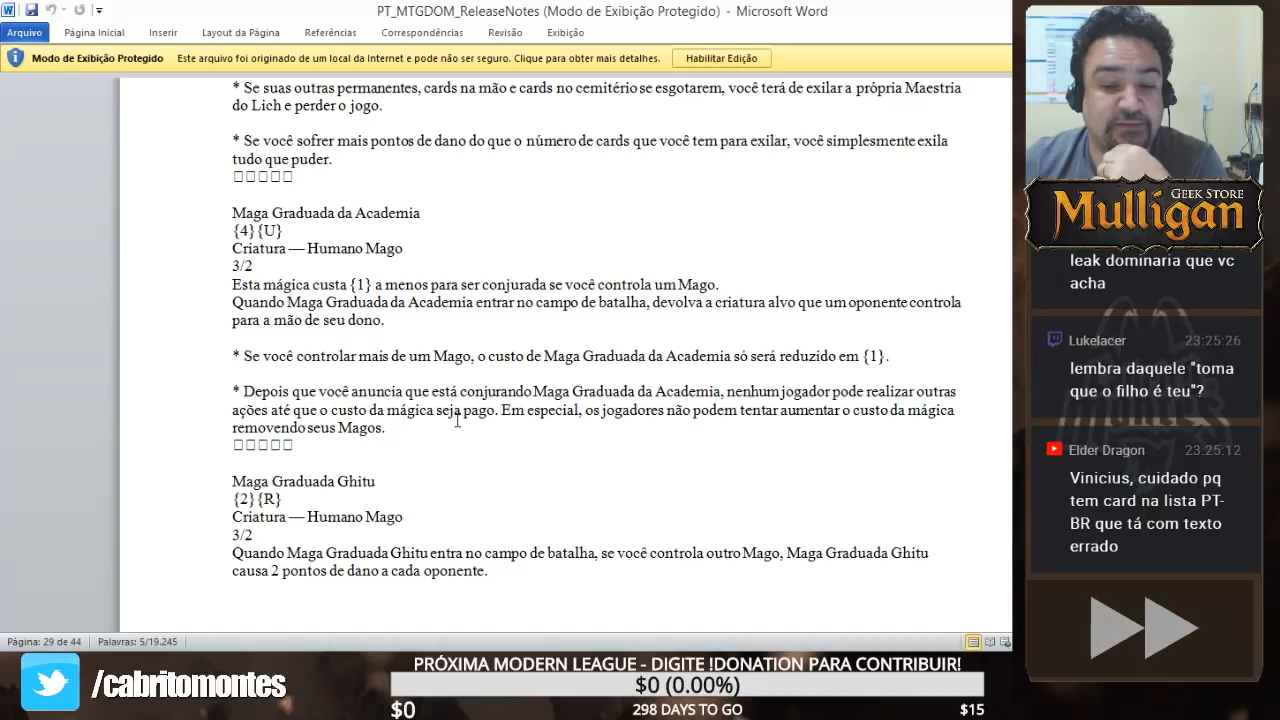 PT_MTGDOM_ReleaseNotes (Modo de Exibição Protegido) - Microsoft Word
Arquivo Página Inicial Inserir Layout da Página Referências Correspondências Revisão Exibição
Modo de Exibição Protegido Este arquivo foi originado de um local da Internet e pode não ser seguro. Clique para obter mais detalhes. Habilitar Edição
* Se suas outras permanentes, cards na mão e cards no cemitério se esgotarem, você terá de exilar a própria Maestria
do Lich e perder o jogo.
* Se você sofrer mais pontos de dano do que o número de cards que você tem para exilar, você simplesmente exila
tudo que puder.
Maga Graduada da Academia
{4}{U}
Criatura — Humano Mago
3/2
Esta mágica custa {1} a menos para ser conjurada se você controla um Mago.
Quando Maga Graduada da Academia entrar no campo de batalha, devolva a criatura alvo que um oponente controla
para a mão de seu dono.
* Se você controlar mais de um Mago, o custo de Maga Graduada da Academia só será reduzido em {1}.
* Depois que você anuncia que está conjurando Maga Graduada da Academia, nenhum jogador pode realizar outras
ações até que o custo da mágica seja pago. Em especial, os jogadores não podem tentar aumentar o custo da mágica
removendo seus Magos.
Maga Graduada Ghitu
{2}{R}
Criatura — Humano Mago
3/2
Quando Maga Graduada Ghitu entra no campo de batalha, se você controla outro Mago, Maga Graduada Ghitu
causa 2 pontos de dano a cada oponente.
Página: 29 de 44 Palavras: 5/19.245
GEEK STORE
Mulligan
leak dominaria que vc
acha
Lukelacer 23:25:26
lembra daquele "toma
que o filho é teu"?
Elder Dragon 23:25:12
Vinicius, cuidado pq
tem card na lista PT-
BR que tá com texto
errado
/cabritomontes
PRÓXIMA MODERN LEAGUE - DIGITE !DONATION PARA CONTRIBUIR!
$0 (0.00%)
$0 298 DAYS TO GO $15